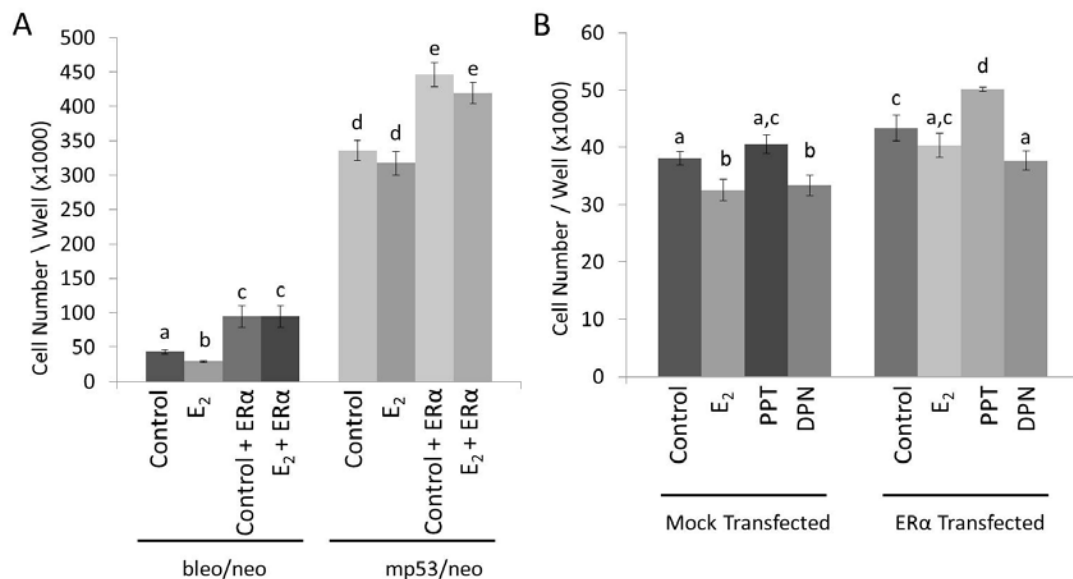 A
Cell Number \ Well (x1000)
500
450
400
350
300
250
200
150
100
50
0
a
b
c
c
d
d
e
e
Control
E₂
Control + ERα
E₂ + ERα
Control
E₂
Control + ERα
E₂ + ERα
bleo/neo
mp53/neo
B
Cell Number / Well (x1000)
60
50
40
30
20
10
0
a
b
a,c
b
c
a,c
d
a
Control
E₂
PPT
DPN
Control
E₂
PPT
DPN
Mock Transfected
ERα Transfected